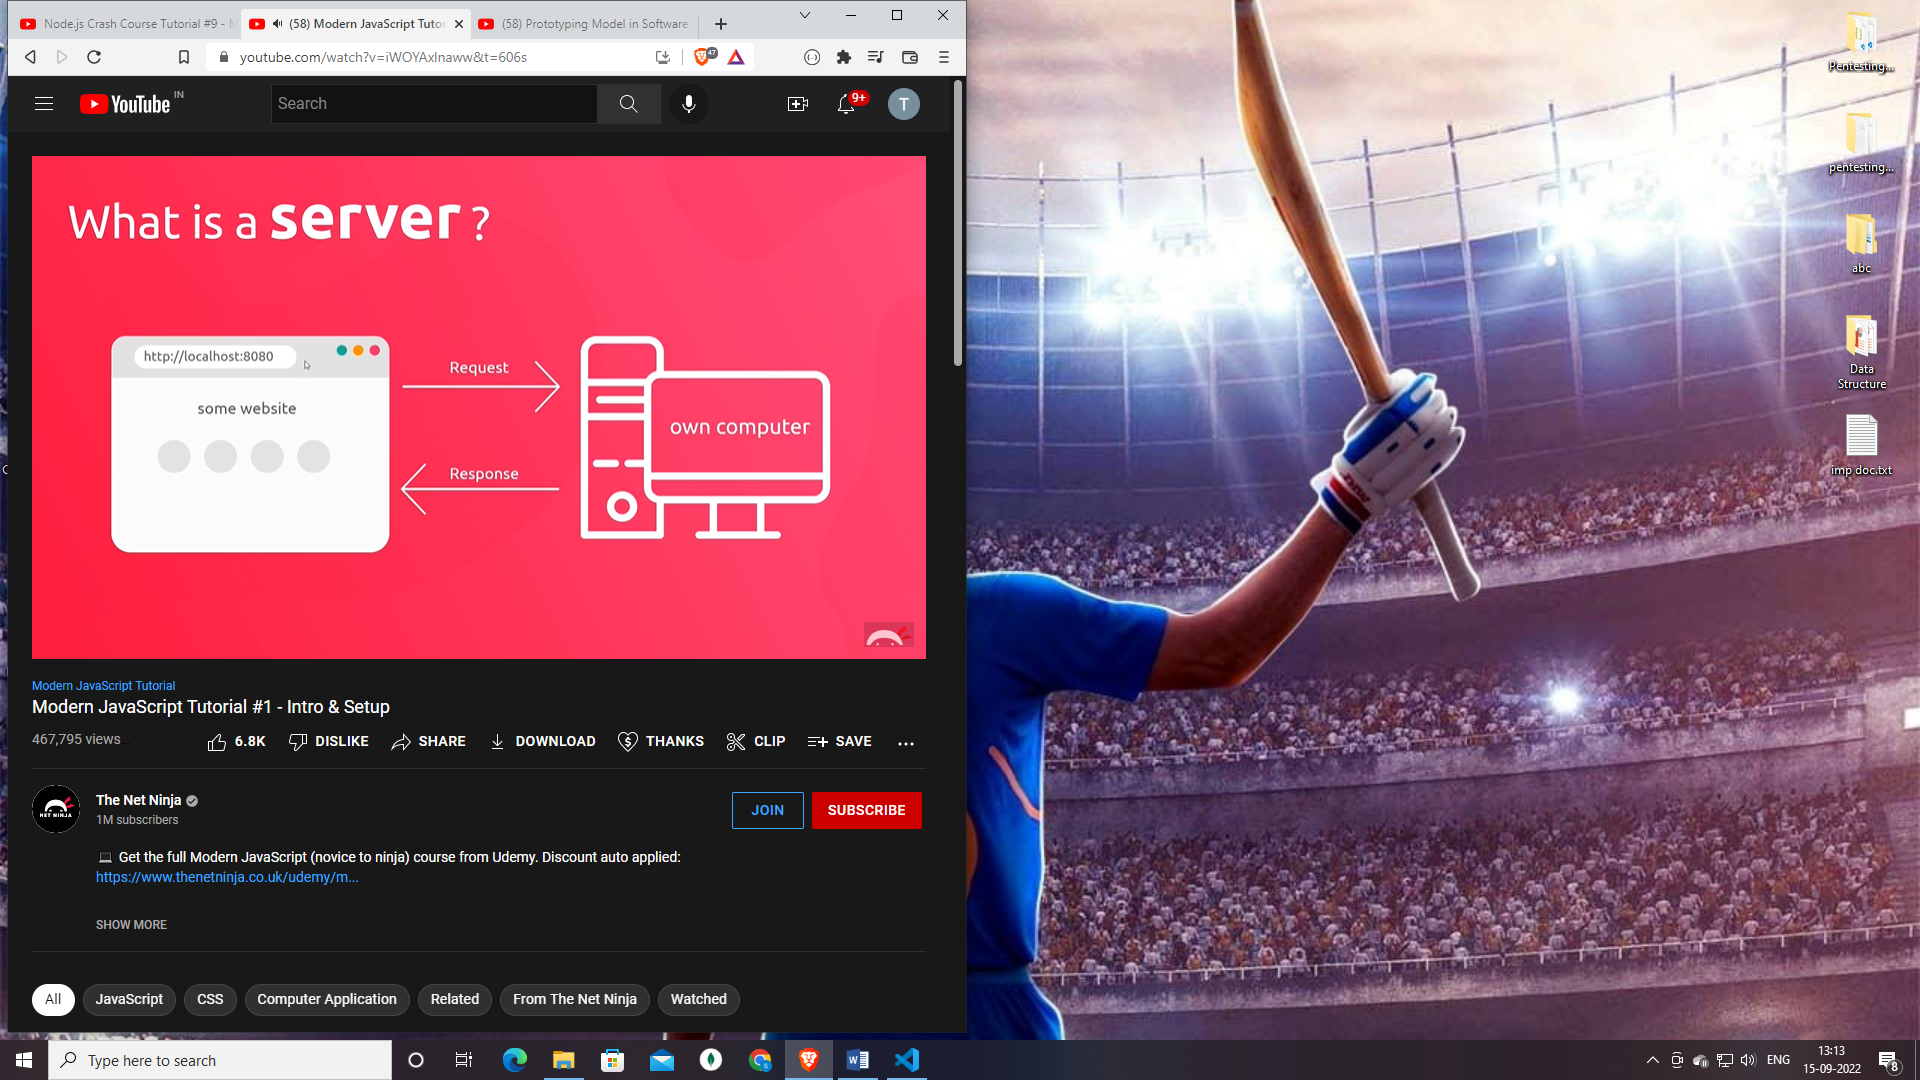 Node.js Crash Course Tutorial #9 - M
(58) Modern JavaScript Tutor
(58) Prototyping Model in Software
youtube.com/watch?v=iWOYAxlnaww&t=606s
47
YouTube IN
Search
9+
T
What is a server ?
http://localhost:8080
some website
Request
Response
own computer
Modern JavaScript Tutorial
Modern JavaScript Tutorial #1 - Intro & Setup
467,795 views
6.8K
DISLIKE
SHARE
DOWNLOAD
THANKS
CLIP
SAVE
NET NINJA
The Net Ninja
1M subscribers
JOIN
SUBSCRIBE
Get the full Modern JavaScript (novice to ninja) course from Udemy. Discount auto applied:
https://www.thenetninja.co.uk/udemy/m...
SHOW MORE
All
JavaScript
CSS
Computer Application
Related
From The Net Ninja
Watched
Pentesting...
pentesting...
abc
Data
Structure
imp doc.txt
Type here to search
ENG
13:13
15-09-2022
8